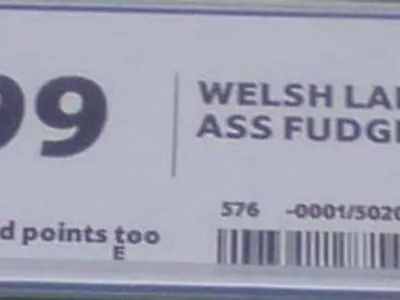 99
WELSH LA
ASS FUDG
576 -0001/5020
d points too
E